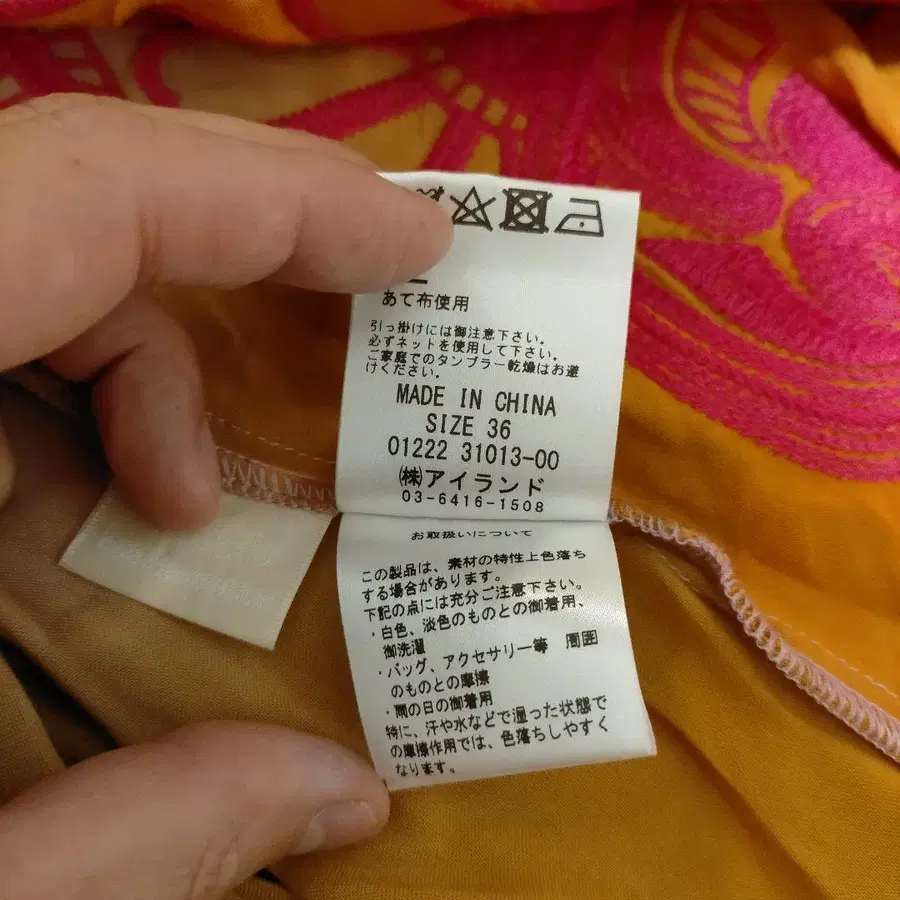 あて布使用
引っ掛けには御注意下さい。
必ずネットを使用して下さい。
ご家庭でのタンブラー乾燥はお避
けください。
MADE IN CHINA
SIZE 36
01222 31013-00
㈱アイランド
03-6416-1508
お取扱いについて
この製品は、素材の特性上色落ち
する場合があります。
下記の点には充分ご注意下さい。
・白色、淡色のものとの御着用、
御洗濯
・バッグ、アクセサリー等 周囲
のものとの摩擦
・雨の日の御着用
特に、汗や水などで湿った状態で
の摩擦作用では、色落ちしやすく
なります。